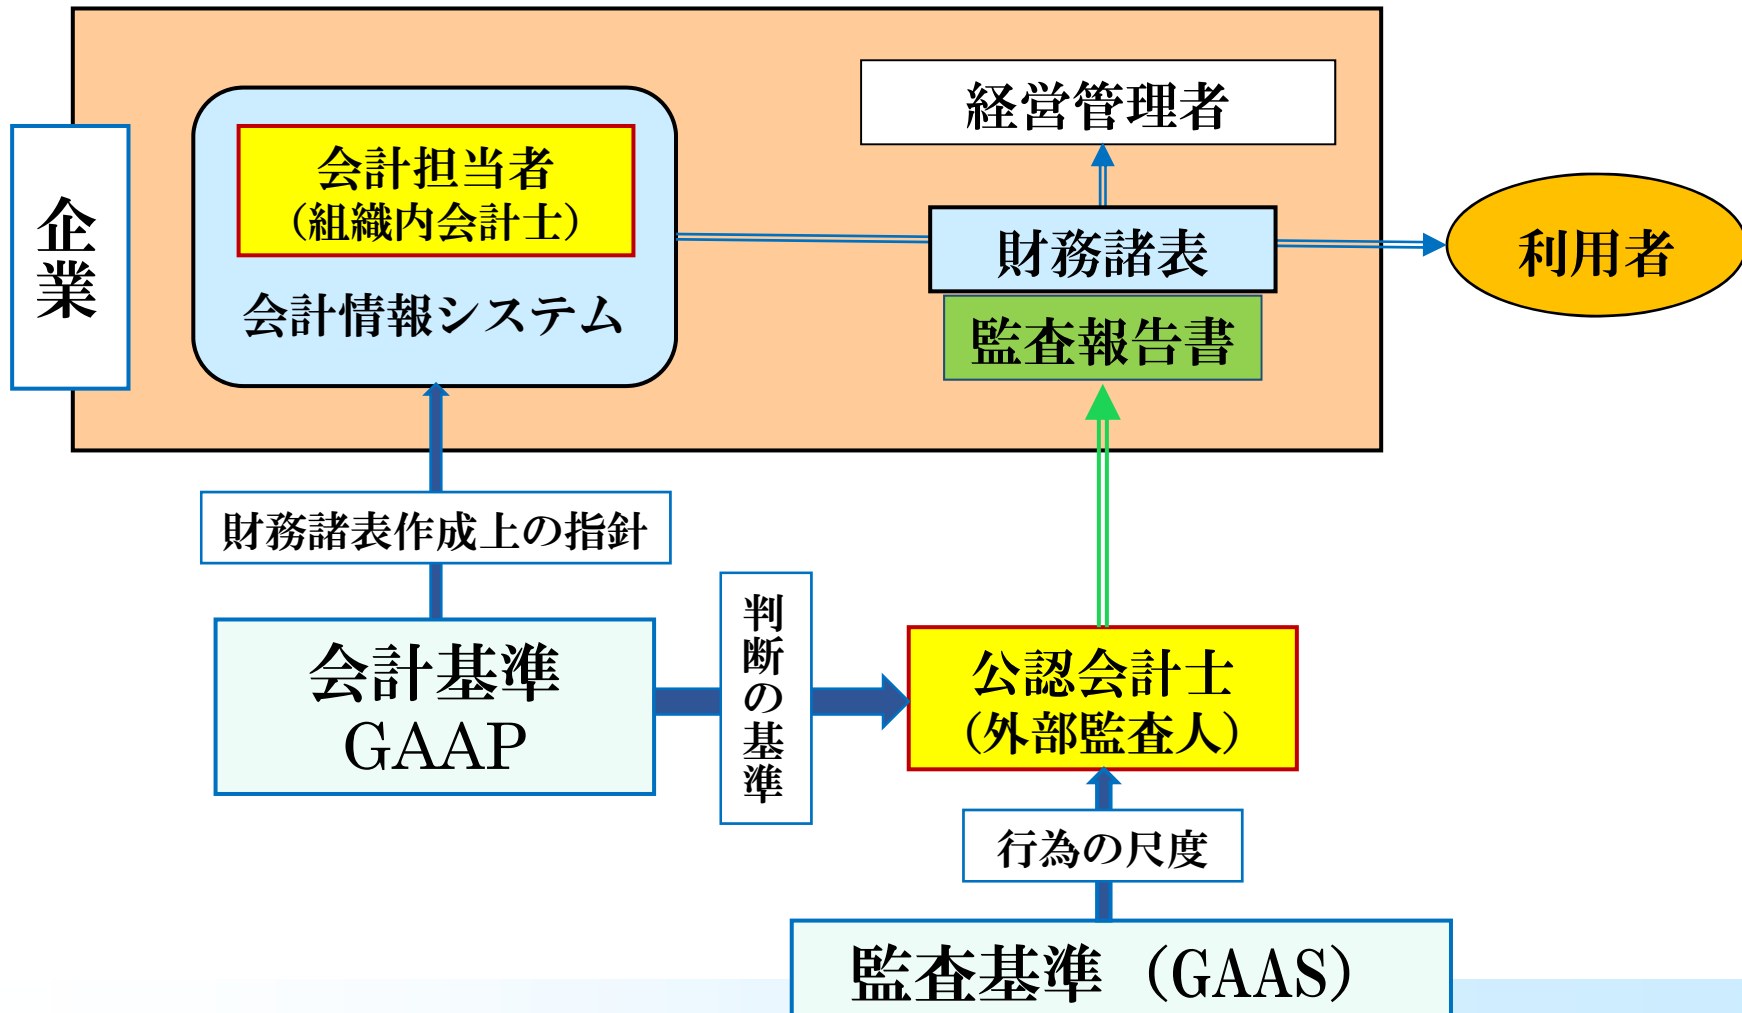 企業
会計担当者
（組織内会計士）
会計情報システム
経営管理者
財務諸表
監査報告書
利用者
財務諸表作成上の指針
会計基準
GAAP
判断の基準
公認会計士
（外部監査人）
行為の尺度
監査基準（GAAS）